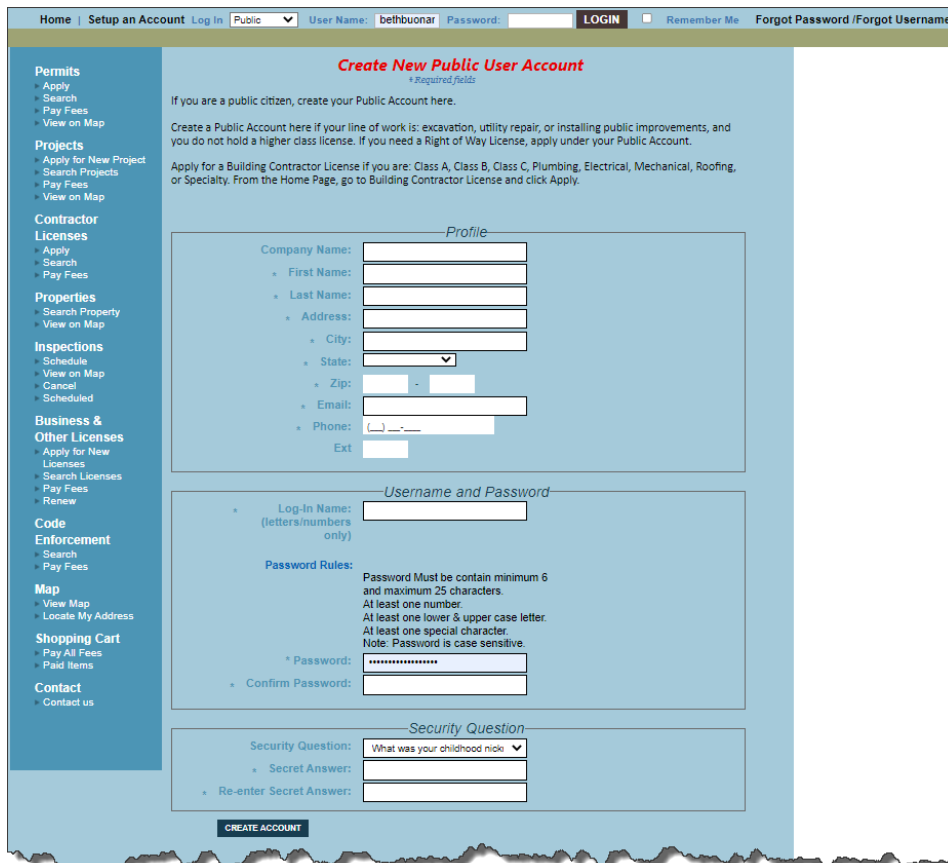 Home | Setup an Account Log In Public User Name: bethbuonar Password: LOGIN Remember Me Forgot Password /Forgot Username
Permits
Apply
Search
Pay Fees
View on Map
Projects
Apply for New Project
Search Projects
Pay Fees
View on Map
Contractor
Licenses
Apply
Search
Pay Fees
Properties
Search Property
View on Map
Inspections
Schedule
View on Map
Cancel
Scheduled
Business &
Other Licenses
Apply for New
Licenses
Search Licenses
Pay Fees
Renew
Code
Enforcement
Search
Pay Fees
Map
View Map
Locate My Address
Shopping Cart
Pay All Fees
Paid Items
Contact
Contact us
Create New Public User Account
* Required fields
If you are a public citizen, create your Public Account here.
Create a Public Account here if your line of work is: excavation, utility repair, or installing public improvements, and
you do not hold a higher class license. If you need a Right of Way License, apply under your Public Account.
Apply for a Building Contractor License if you are: Class A, Class B, Class C, Plumbing, Electrical, Mechanical, Roofing,
or Specialty. From the Home Page, go to Building Contractor License and click Apply.
Profile
Company Name:
* First Name:
* Last Name:
* Address:
* City:
* State:
* Zip: -
* Email:
* Phone: (__) __-___
Ext
Username and Password
* Log-In Name:
(letters/numbers
only)
Password Rules:
Password Must be contain minimum 6
and maximum 25 characters.
At least one number.
At least one lower & upper case letter.
At least one special character.
Note: Password is case sensitive.
* Password: ••••••••••••••••••
* Confirm Password:
Security Question
Security Question: What was your childhood nick
* Secret Answer:
* Re-enter Secret Answer:
CREATE ACCOUNT